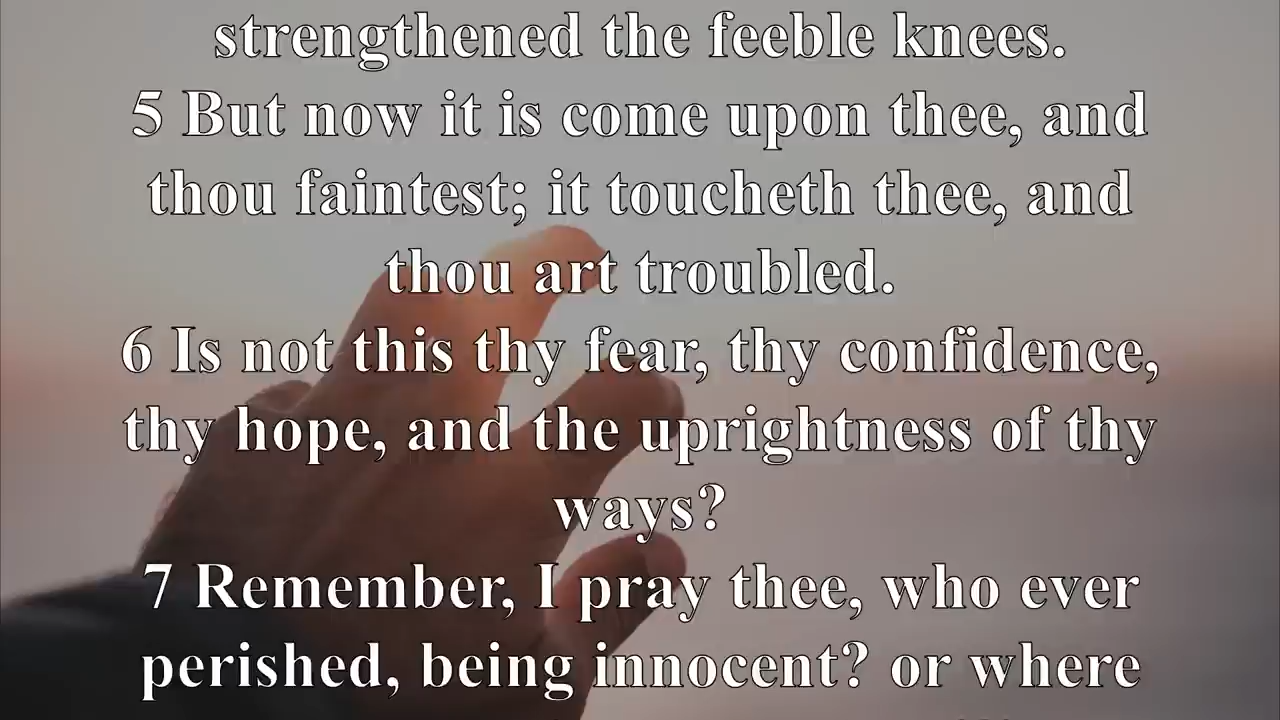 strengthened the feeble knees.
5 But now it is come upon thee, and
thou faintest; it toucheth thee, and
thou art troubled.
6 Is not this thy fear, thy confidence,
thy hope, and the uprightness of thy
ways?
7 Remember, I pray thee, who ever
perished, being innocent? or where